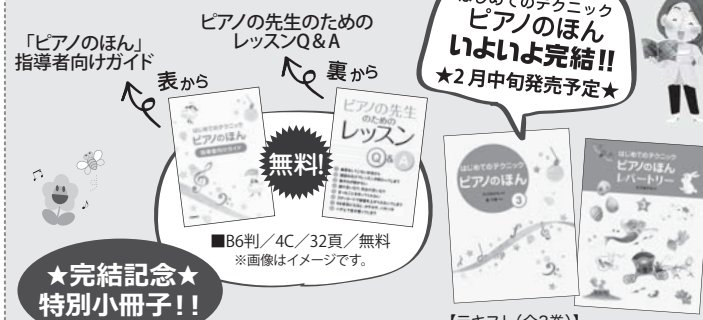 はじめてのテクニック
ピアノのほん
いよいよ完結!!
★2月中旬発売予定★
ピアノの先生のための
レッスンQ&A
「ピアノのほん」
指導者向けガイド
表から
裏から
はじめてのテクニック
ピアノのほん
指導者向けガイド
ピアノの先生
のための
レッスン
Q&A
無料!
■B6判/4C/32頁/無料
※画像はイメージです。
★完結記念★
特別小冊子!!
はじめてのテクニック
ピアノのほん
3
はじめてのテクニック
ピアノのほん
レパートリー
【テキスト(全3巻)】